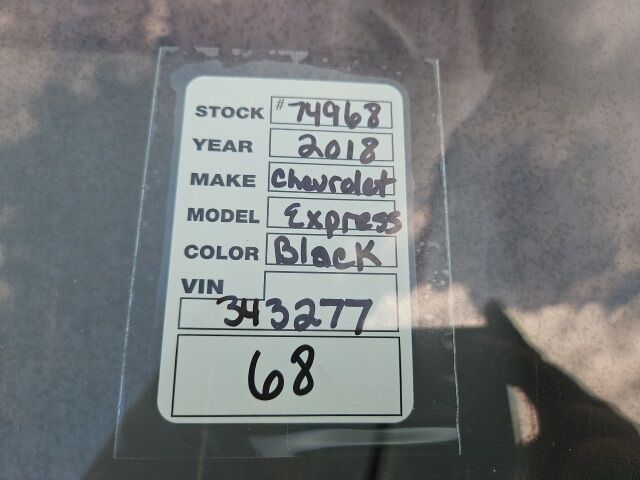 STOCK # 74968
YEAR 2018
MAKE Chevrolet
MODEL Express
COLOR Black
VIN
343277
68